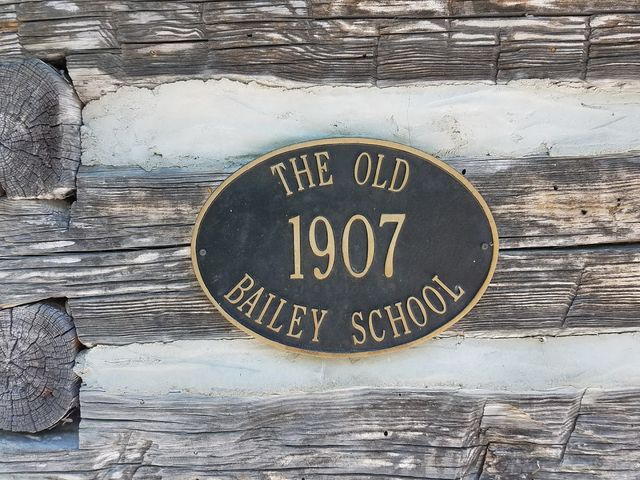 THE OLD
1907
BAILEY SCHOOL